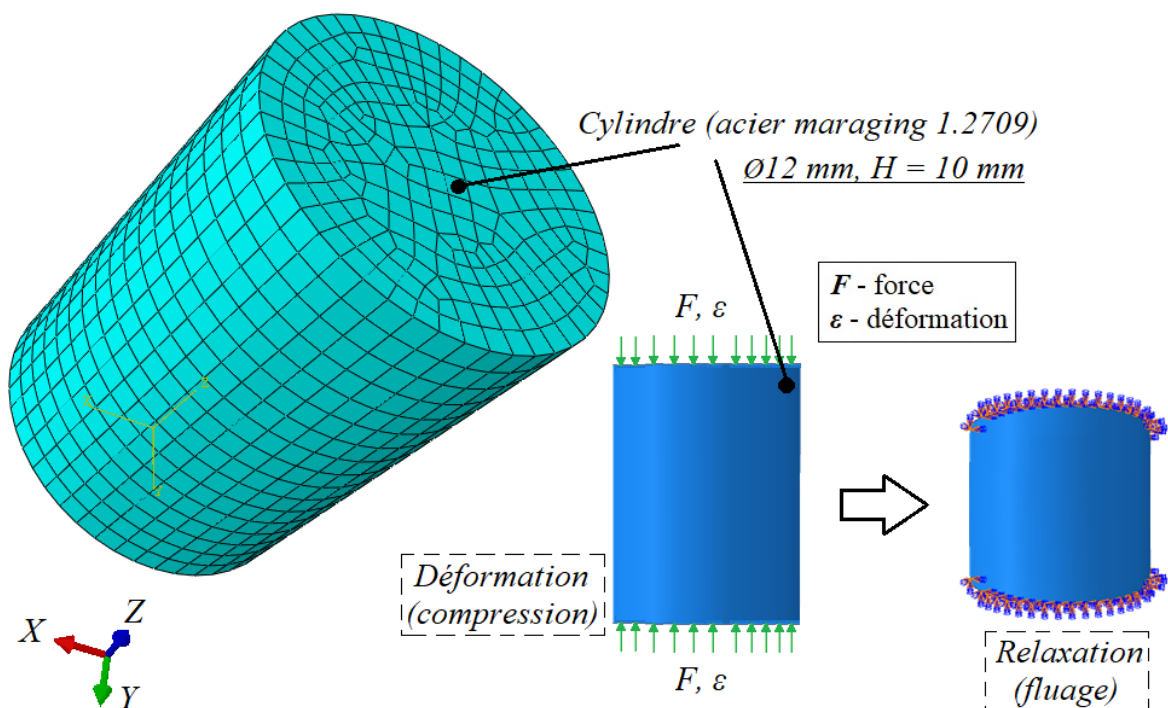 Cylindre (acier maraging 1.2709)
Ø12 mm, H = 10 mm
F - force
ε - déformation
F, ε
Déformation
(compression)
F, ε
Relaxation
(fluage)
X
Z
Y
X
Z
Y